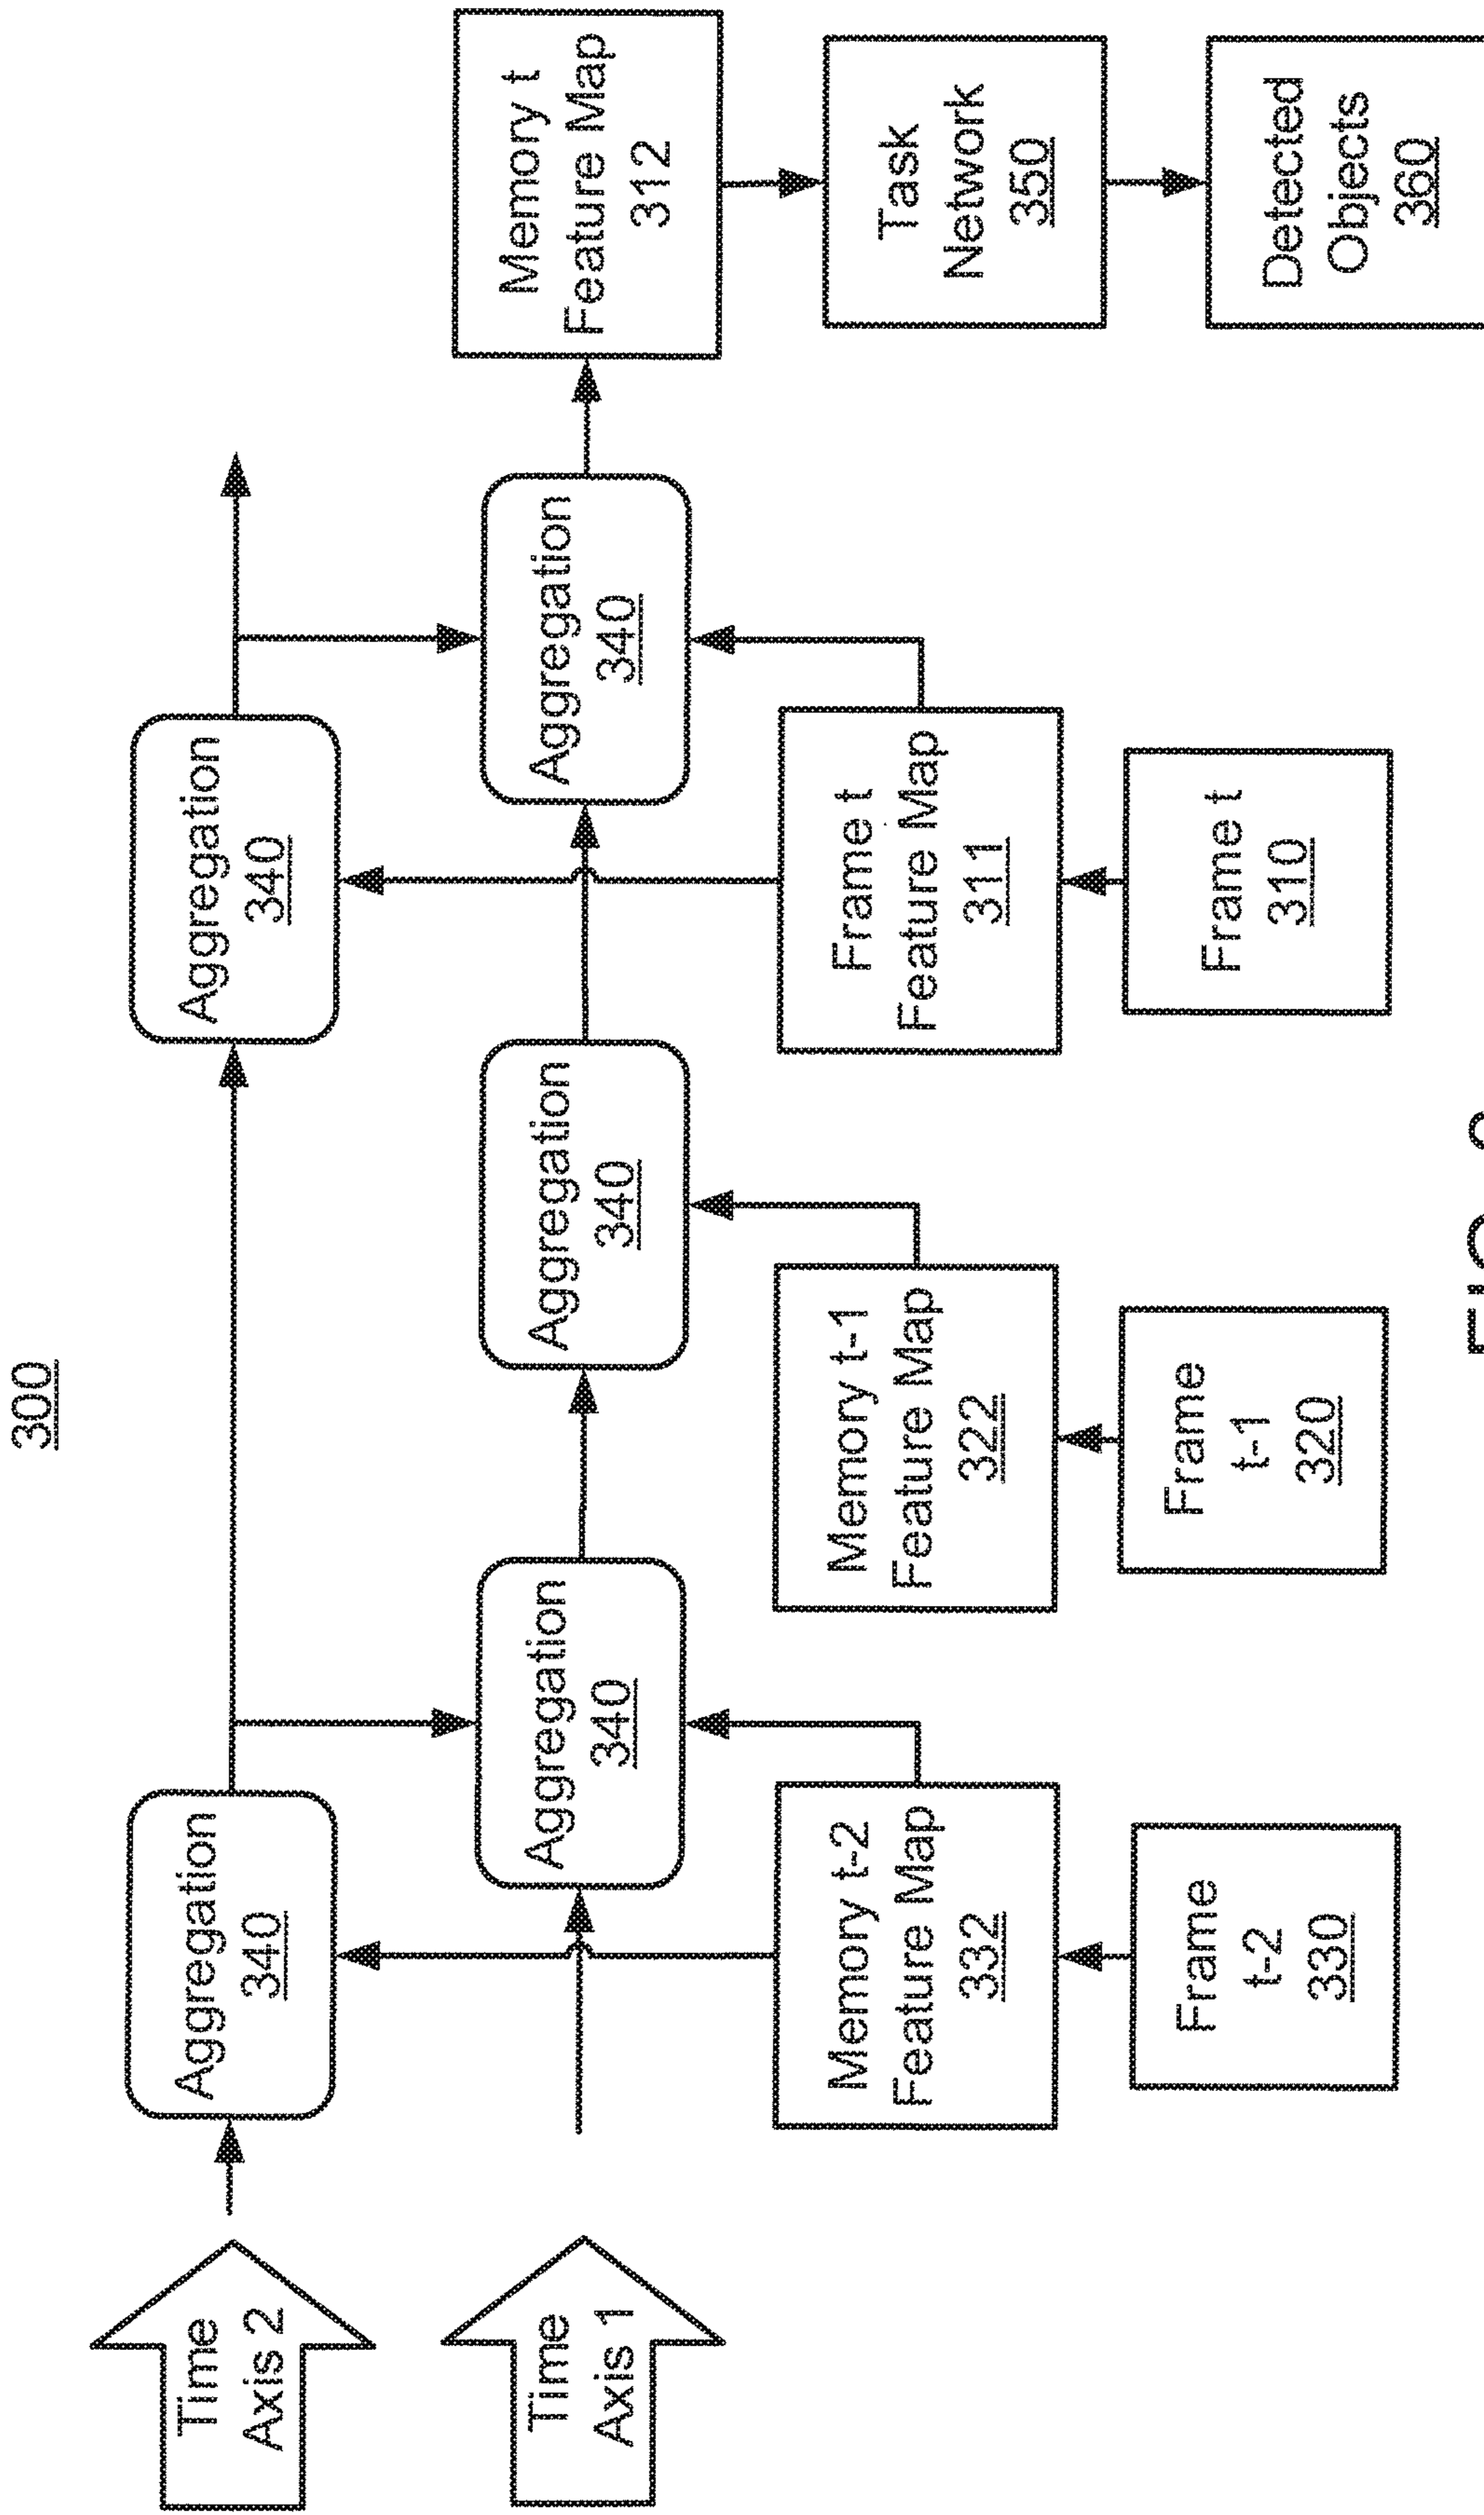 300
Time
Axis 2
Aggregation
340
Aggregation
340
Time
Axis 1
Aggregation
340
Aggregation
340
Aggregation
340
Memory t
Feature Map
312
Memory t-2
Feature Map
332
Memory t-1
Feature Map
322
Frame t
Feature Map
311
Task
Network
350
Frame
t-2
330
Frame
t-1
320
Frame t
310
Detected
Objects
360